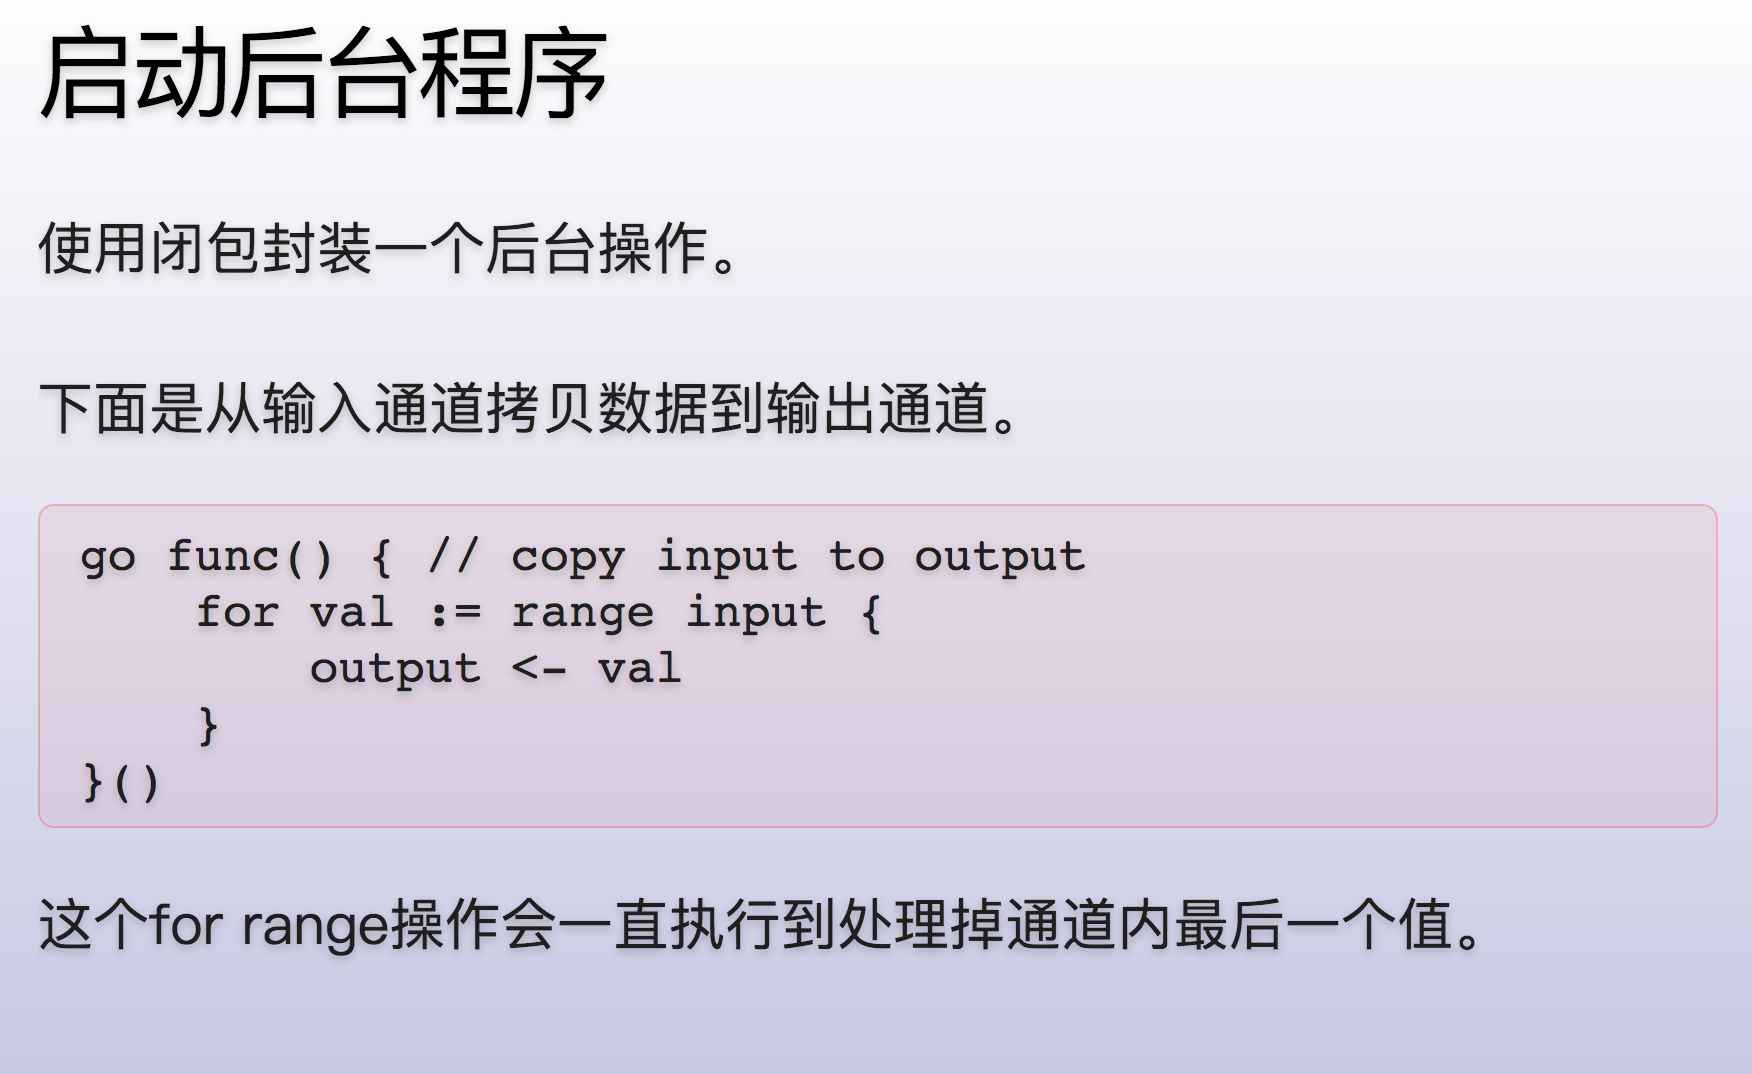 启动后台程序
使用闭包封装一个后台操作。
下面是从输入通道拷贝数据到输出通道。
go func() { // copy input to output
    for val := range input {
        output <- val
    }
}()
这个for range操作会一直执行到处理掉通道内最后一个值。